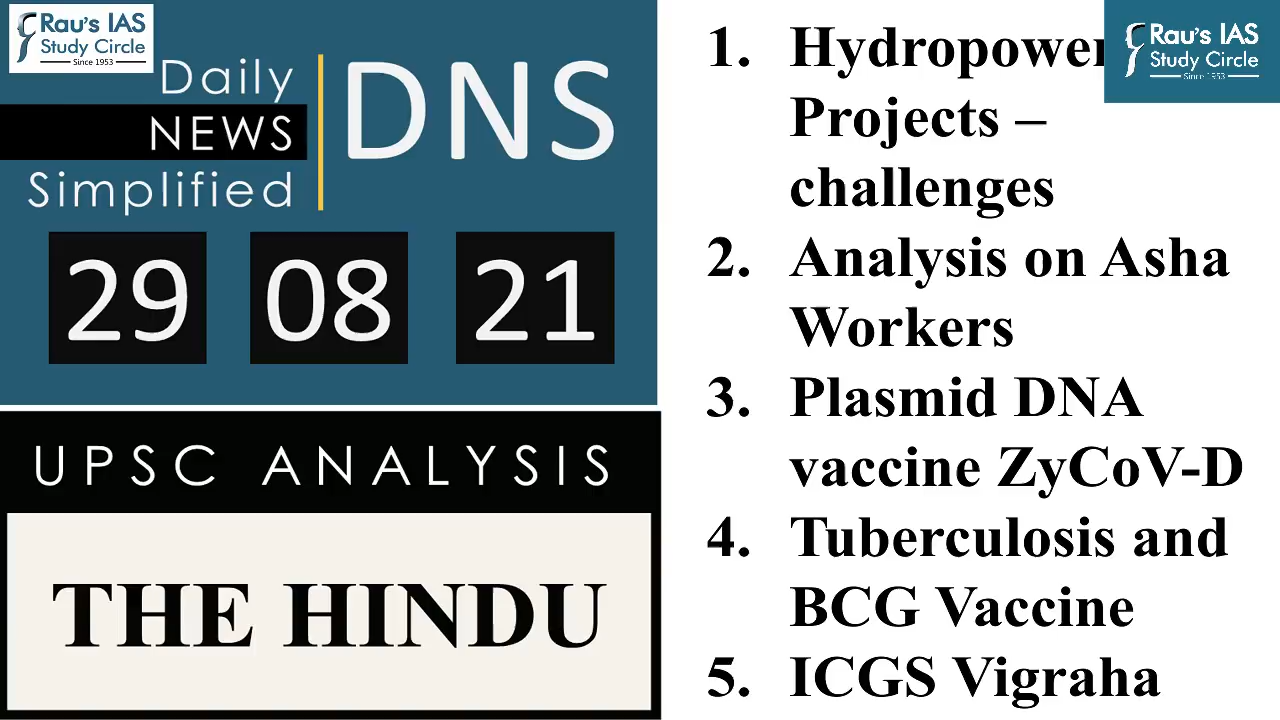 Rau's IAS
Study Circle
Since 1953
Daily
NEWS
Simplified
DNS
29 08 21
UPSC ANALYSIS
THE HINDU
1. Hydropower
Projects –
challenges
2. Analysis on Asha
Workers
3. Plasmid DNA
vaccine ZyCoV-D
4. Tuberculosis and
BCG Vaccine
5. ICGS Vigraha
Rau's IAS
Study Circle
Since 1953